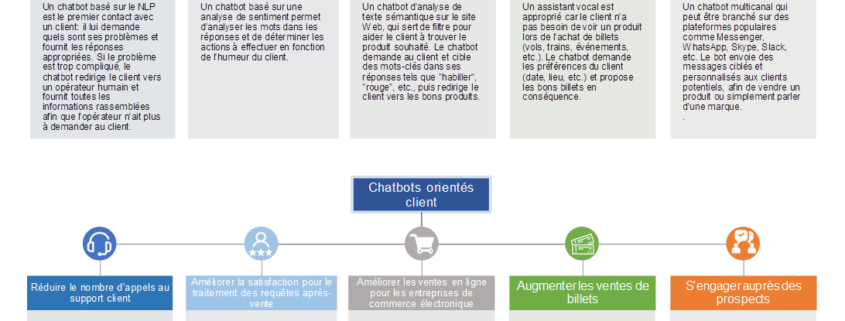 Un chatbot basé sur le NLP
est le premier contact avec
un client: il lui demande
quels sont ses problèmes et
fournit les réponses
appropriées. Si le problème
est trop compliqué, le
chatbot redirige le client vers
un opérateur humain et
fournit toutes les
informations rassemblées
afin que l'opérateur n'ait plus
à demander au client.
Un chatbot basé sur une
analyse de sentiment permet
d'analyser les mots dans les
réponses et de déterminer les
actions à effectuer en fonction
de l'humeur du client.
Un chatbot d'analyse de
texte sémantique sur le site
Web, qui sert de filtre pour
aider le client à trouver le
produit souhaité. Le chatbot
demande au client et cible
des mots-clés dans ses
réponses tels que "habiller",
"rouge", etc., puis redirige le
client vers les bons produits.
Un assistant vocal est
approprié car le client n'a
pas besoin de voir un produit
lors de l'achat de billets
(vols, trains, événements,
etc.). Le chatbot demande
les préférences du client
(date, lieu, etc.) et propose
les bons billets en
conséquence.
Un chatbot multicanal qui
peut être branché sur des
plateformes populaires
comme Messenger,
WhatsApp, Skype, Slack,
etc. Le bot envoie des
messages ciblés et
personnalisés aux clients
potentiels, afin de vendre un
produit ou simplement parler
d'une marque.
.
Chatbots orientés
client
Réduire le nombre d'appels au
support client
Améliorer la satisfaction pour le
traitement des requêtes après-
vente
Améliorer les ventes en ligne
pour les entreprises de
commerce électronique
Augmenter les ventes de
billets
S'engager auprès des
prospects